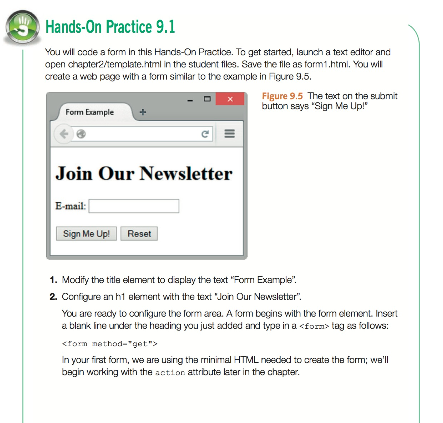 Hands-On Practice 9.1
You will code a form in this Hands-On Practice. To get started, launch a text editor and
open chapter2/template.html in the student files. Save the file as form1.html. You will
create a web page with a form similar to the example in Figure 9.5.
Figure 9.5 The text on the submit
button says “Sign Me Up!”
Form Example
Join Our Newsletter
E-mail:
Sign Me Up! Reset
1. Modify the title element to display the text “Form Example”.
2. Configure an h1 element with the text “Join Our Newsletter”.
You are ready to configure the form area. A form begins with the form element. Insert
a blank line under the heading you just added and type in a <form> tag as follows:
<form method="get">
In your first form, we are using the minimal HTML needed to create the form; we’ll
begin working with the action attribute later in the chapter.